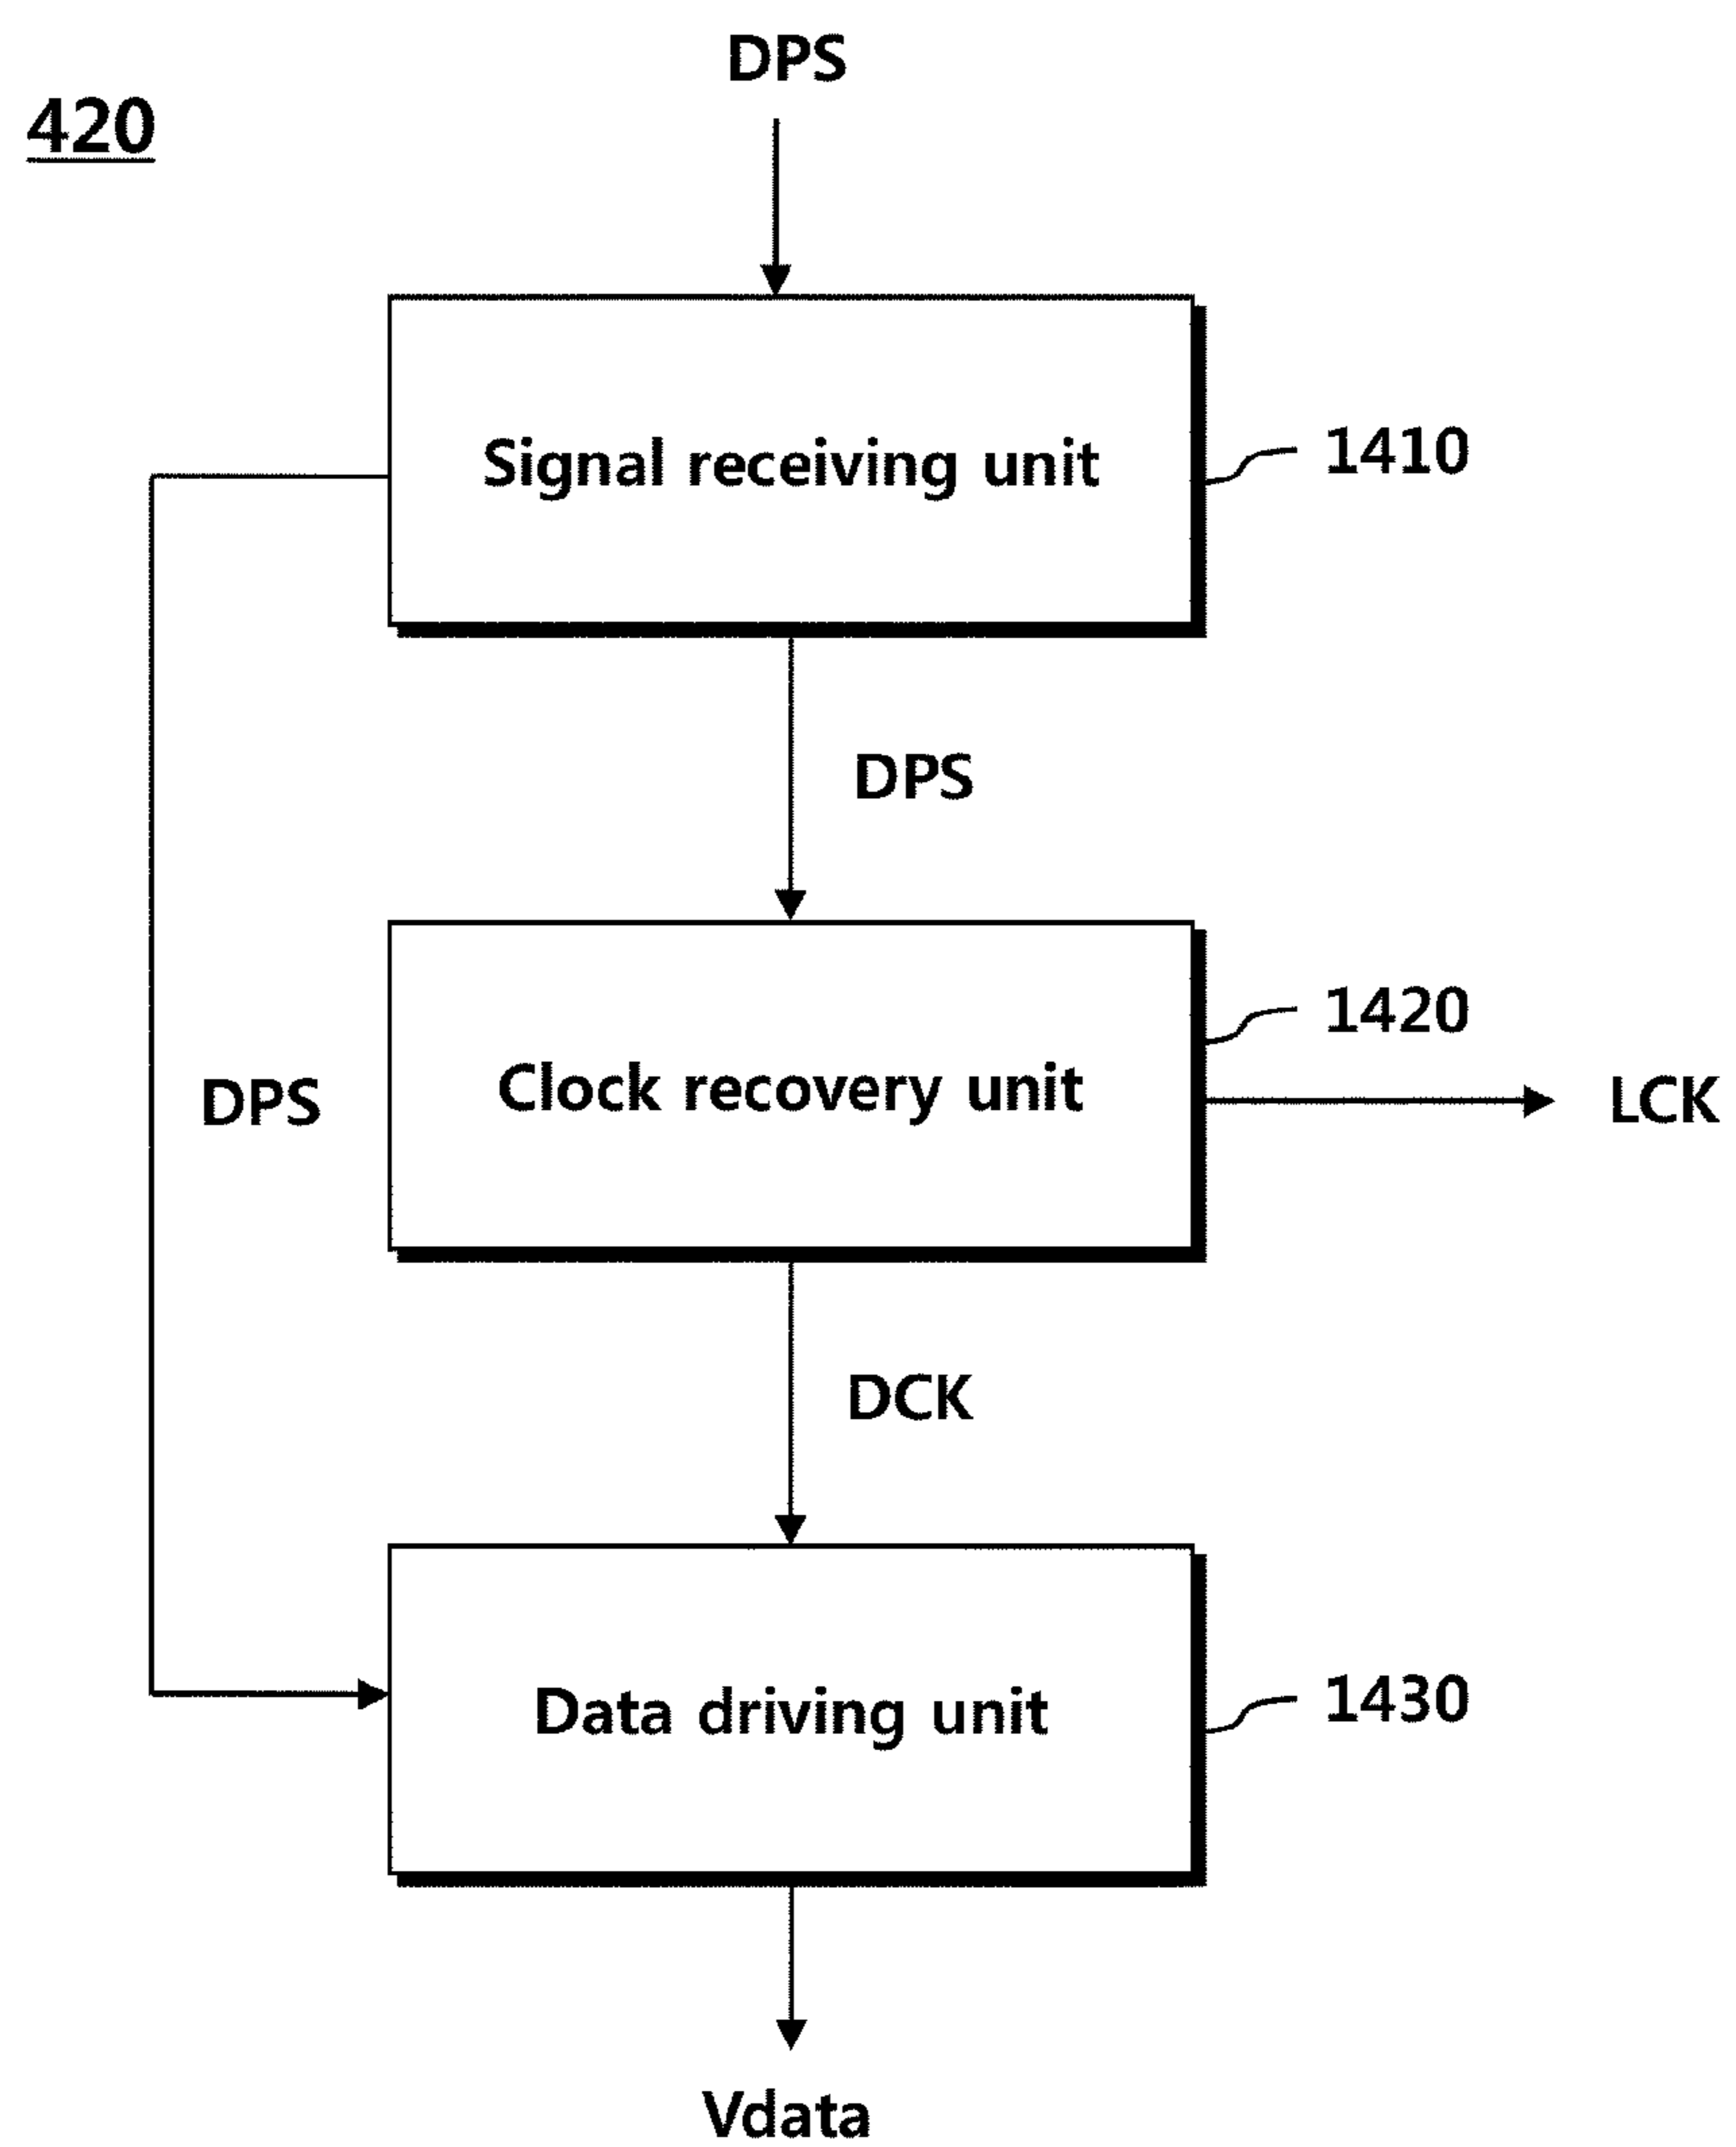 DPS
420
Signal receiving unit
1410
DPS
1420
Clock recovery unit
DPS
LCK
DCK
Data driving unit
1430
Vdata